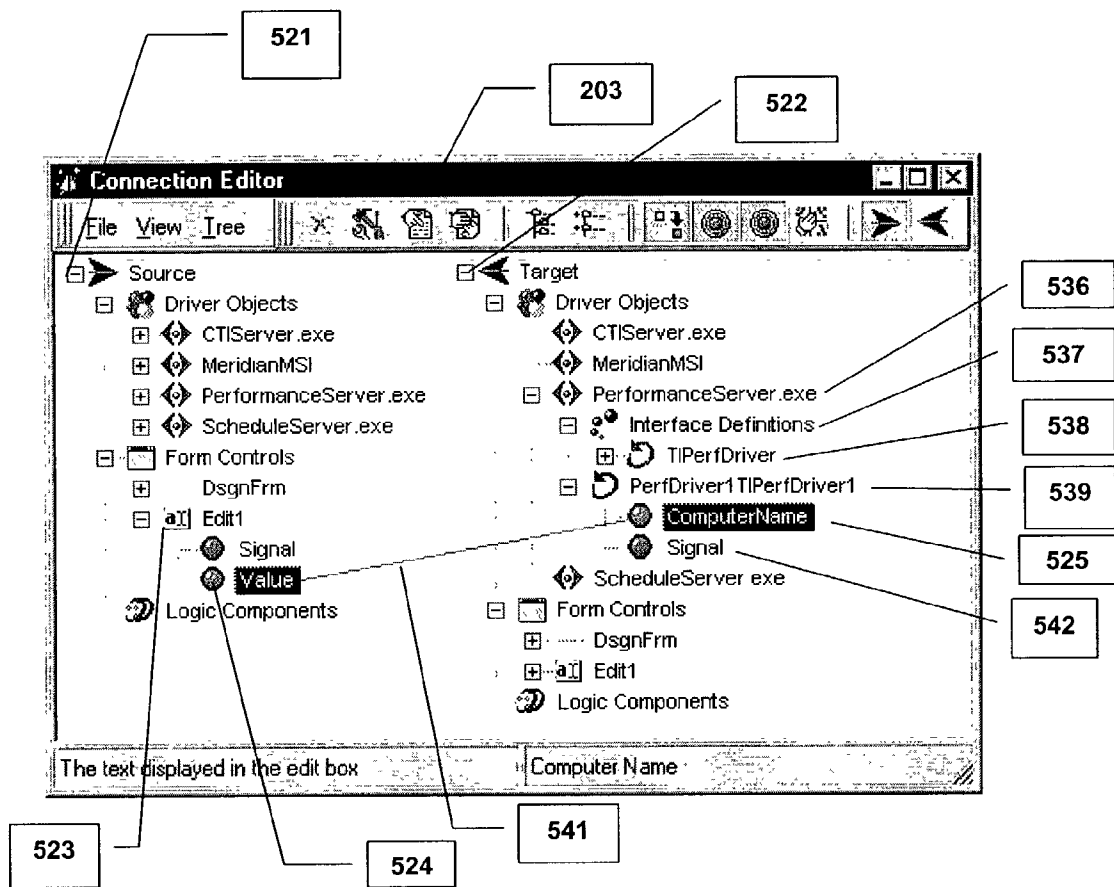 521
203
522
Connection Editor
File View Tree
Source
Driver Objects
CTIServer.exe
MeridianMSI
PerformanceServer.exe
ScheduleServer.exe
Form Controls
DsgnFrm
Edit1
Signal
Value
Logic Components
Target
Driver Objects
CTIServer.exe
MeridianMSI
PerformanceServer.exe
Interface Definitions
TIPerfDriver
PerfDriver1 TIPerfDriver1
ComputerName
Signal
ScheduleServer exe
Form Controls
DsgnFrm
Edit1
Logic Components
536
537
538
539
525
542
The text displayed in the edit box
Computer Name
523
524
541